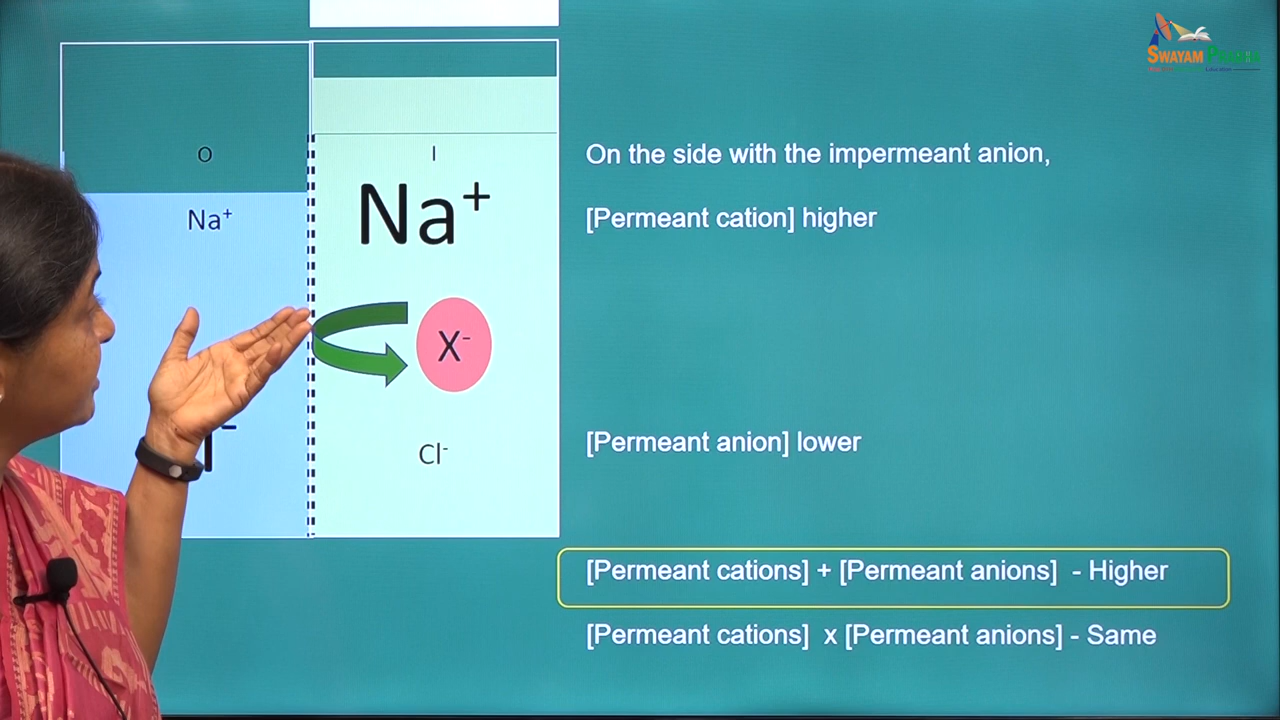 SWAYAM PRABHA
O
I
Na⁺
Na⁺
X⁻
Cl⁻
On the side with the impermeant anion,
[Permeant cation] higher
[Permeant anion] lower
[Permeant cations] + [Permeant anions] - Higher
[Permeant cations] x [Permeant anions] - Same